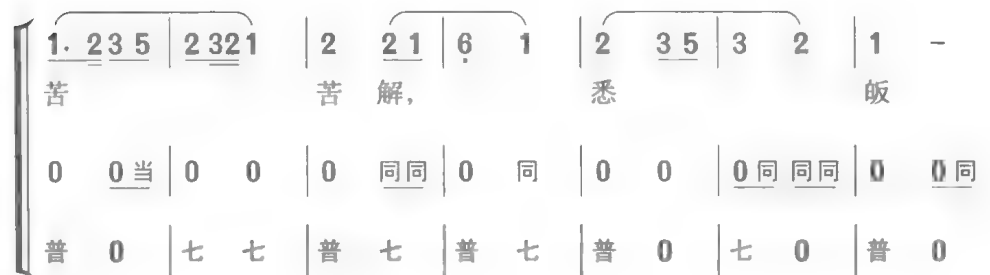 1· 2 3 5 | 2 3 2 1 | 2 2 1 | 6̣ 1 | 2 3 5 | 3 2 | 1 –
苦 苦 解, 悉 皈
0 0 当 | 0 0 | 0 同 同 | 0 同 | 0 0 | 0 同 同 同 | 0 0 同
普 0 | 七 七 | 普 七 | 普 七 | 普 0 | 七 0 | 普 0